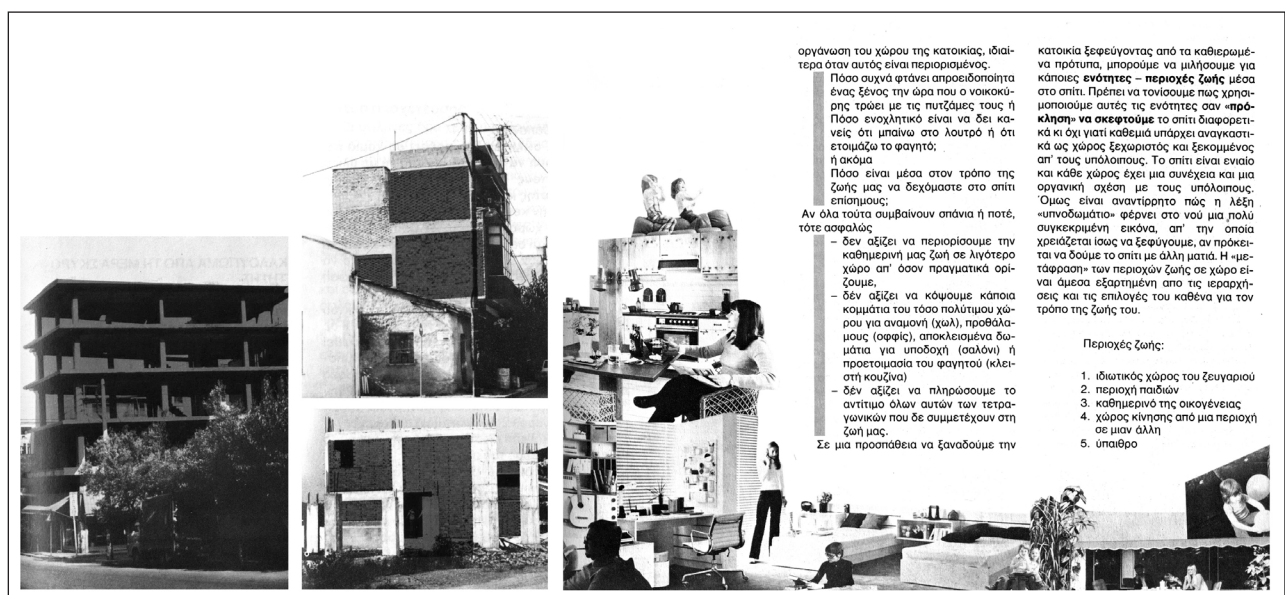 οργάνωση του χώρου της κατοικίας, ιδιαί-
τερα όταν αυτός είναι περιορισμένος.
Πόσο συχνά φτάνει απροειδοποίητα
ένας ξένος την ώρα που ο νοικοκύ-
ρης τρώει με τις πυτζάμες τους ή
Πόσο ενοχλητικό είναι να δει κα-
νείς ότι μπαίνω στο λουτρό ή ότι
ετοιμάζω το φαγητό;
ή ακόμα
Πόσο είναι μέσα στον τρόπο της
ζωής μας να δεχόμαστε στο σπίτι
επίσημους;
Αν όλα τούτα συμβαίνουν σπάνια ή ποτέ,
τότε ασφαλώς
– δεν αξίζει να περιορίσουμε την
καθημερινή μας ζωή σε λιγότερο
χώρο απ' όσον πραγματικά ορί-
ζουμε,
– δέν αξίζει να κόψουμε κάποια
κομμάτια του τόσο πολύτιμου χώ-
ρου για αναμονή (χωλ), προθάλα-
μους (οφφίς), αποκλεισμένα δω-
μάτια για υποδοχή (σαλόνι) ή
προετοιμασία του φαγητού (κλει-
στή κουζίνα)
– δέν αξίζει να πληρώσουμε το
αντίτιμο όλων αυτών των τετρα-
γωνικών που δε συμμετέχουν στη
ζωή μας.
Σε μια προσπάθεια να ξαναδούμε την
κατοικία ξεφεύγοντας από τα καθιερωμέ-
να πρότυπα, μπορούμε να μιλήσουμε για
κάποιες ενότητες – περιοχές ζωής μέσα
στο σπίτι. Πρέπει να τονίσουμε πως χρησι-
μοποιούμε αυτές τις ενότητες σαν «πρό-
κληση» να σκεφτούμε το σπίτι διαφορετι-
κά κι όχι γιατί καθεμιά υπάρχει αναγκαστι-
κά ως χώρος ξεχωριστός και ξεκομμένος
απ' τους υπόλοιπους. Το σπίτι είναι ενιαίο
και κάθε χώρος έχει μια συνέχεια και μια
οργανική σχέση με τους υπόλοιπους.
Όμως είναι αναντίρρητο πώς η λέξη
«υπνοδωμάτιο» φέρνει στο νού μια πολύ
συγκεκριμένη εικόνα, απ' την οποία
χρειάζεται ίσως να ξεφύγουμε, αν πρόκει-
ται να δούμε το σπίτι με άλλη ματιά. Η «με-
τάφραση» των περιοχών ζωής σε χώρο εί-
ναι άμεσα εξαρτημένη απο τις ιεραρχή-
σεις και τις επιλογές του καθένα για τον
τρόπο της ζωής του.
Περιοχές ζωής:
1. ιδιωτικός χώρος του ζευγαριού
2. περιοχή παιδιών
3. καθημερινό της οικογένειας
4. χώρος κίνησης από μια περιοχή
σε μιαν άλλη
5. ύπαιθρο